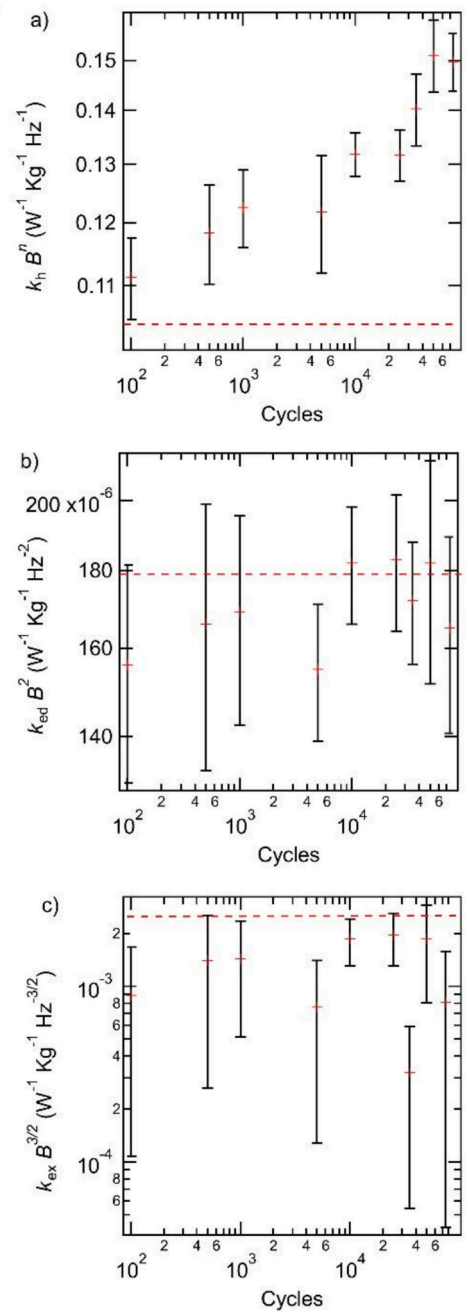 a)
0.15
0.14
0.13
0.12
0.11
k_h B^n (W^-1 Kg^-1 Hz^-1)
2 4 6 2 4 6 2 4 6
10^2 10^3 10^4
Cycles
b)
200 x10^-6
180
160
140
k_ed B^2 (W^-1 Kg^-1 Hz^-2)
2 4 6 2 4 6 2 4 6
10^2 10^3 10^4
Cycles
c)
2
10^-3
8
6
4
2
10^-4
8
6
k_ex B^3/2 (W^-1 Kg^-1 Hz^-3/2)
2 4 6 2 4 6 2 4 6
10^2 10^3 10^4
Cycles